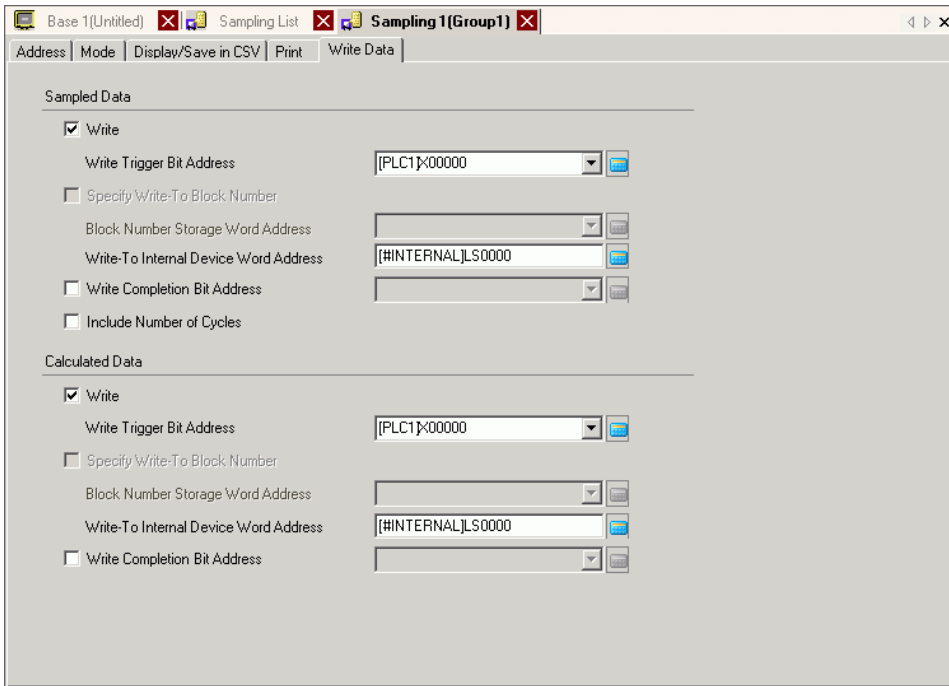 Base 1(Untitled) Sampling List Sampling 1(Group1)
Address Mode Display/Save in CSV Print Write Data
Sampled Data
Write
Write Trigger Bit Address [PLC1]X00000
Specify Write-To Block Number
Block Number Storage Word Address
Write-To Internal Device Word Address [#INTERNAL]LS0000
Write Completion Bit Address
Include Number of Cycles
Calculated Data
Write
Write Trigger Bit Address [PLC1]X00000
Specify Write-To Block Number
Block Number Storage Word Address
Write-To Internal Device Word Address [#INTERNAL]LS0000
Write Completion Bit Address